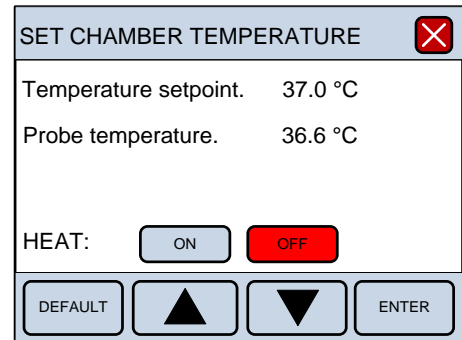 SET CHAMBER TEMPERATURE
Temperature setpoint. 37.0 °C
Probe temperature. 36.6 °C
HEAT: ON OFF
DEFAULT ENTER